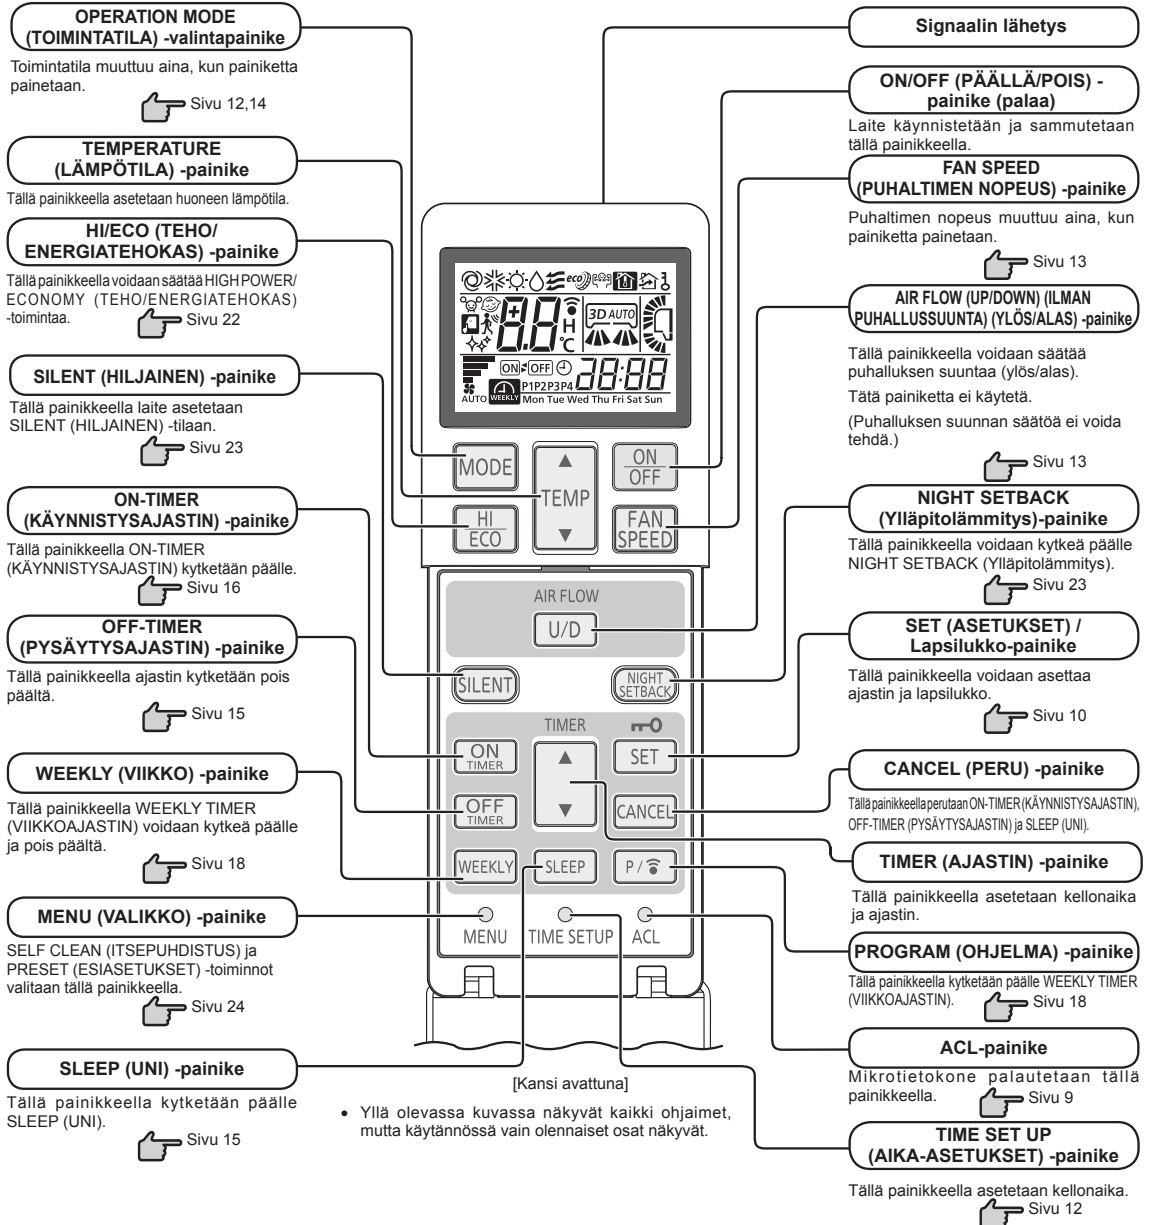 OPERATION MODE
(TOIMINTATILA) -valintapainike
Toimintatila muuttuu aina, kun painiketta
painetaan.
Sivu 12,14
TEMPERATURE
(LÄMPÖTILA) -painike
Tällä painikkeella asetetaan huoneen lämpötila.
HI/ECO (TEHO/
ENERGIATEHOKAS) -painike
Tällä painikkeella voidaan säätää HIGH POWER/
ECONOMY (TEHO/ENERGIATEHOKAS)
-toimintaa.
Sivu 22
SILENT (HILJAINEN) -painike
Tällä painikkeella laite asetetaan
SILENT (HILJAINEN) -tilaan.
Sivu 23
ON-TIMER
(KÄYNNISTYSAJASTIN) -painike
Tällä painikkeella ON-TIMER
(KÄYNNISTYSAJASTIN) kytketään päälle.
Sivu 16
OFF-TIMER
(PYSÄYTYSAJASTIN) -painike
Tällä painikkeella ajastin kytketään pois
päältä.
Sivu 15
WEEKLY (VIIKKO) -painike
Tällä painikkeella WEEKLY TIMER
(VIIKKOAJASTIN) voidaan kytkeä päälle
ja pois päältä.
Sivu 18
MENU (VALIKKO) -painike
SELF CLEAN (ITSEPUHDISTUS) ja
PRESET (ESIASETUKSET) -toiminnot
valitaan tällä painikkeella.
Sivu 24
SLEEP (UNI) -painike
Tällä painikkeella kytketään päälle
SLEEP (UNI).
Sivu 15
eco
8.8
H
°C
3D AUTO
ON OFF
AUTO WEEKLY
P1P2P3P4
28:88
Mon Tue Wed Thu Fri Sat Sun
MODE
TEMP
ON
OFF
HI
ECO
FAN
SPEED
AIR FLOW
U/D
SILENT
NIGHT
SETBACK
TIMER
ON
TIMER
SET
OFF
TIMER
CANCEL
WEEKLY
SLEEP
P /
MENU
TIME SETUP
ACL
[Kansi avattuna]
• Yllä olevassa kuvassa näkyvät kaikki ohjaimet,
mutta käytännössä vain olennaiset osat näkyvät.
Signaalin lähetys
ON/OFF (PÄÄLLÄ/POIS) -
painike (palaa)
Laite käynnistetään ja sammutetaan
tällä painikkeella.
FAN SPEED
(PUHALTIMEN NOPEUS) -painike
Puhaltimen nopeus muuttuu aina, kun
painiketta painetaan.
Sivu 13
AIR FLOW (UP/DOWN) (ILMAN
PUHALLUSSUUNTA) (YLÖS/ALAS) -painike
Tällä painikkeella voidaan säätää
puhalluksen suuntaa (ylös/alas).
Tätä painiketta ei käytetä.
(Puhalluksen suunnan säätöä ei voida
tehdä.)
Sivu 13
NIGHT SETBACK
(Ylläpitolämmitys)-painike
Tällä painikkeella voidaan kytkeä päälle
NIGHT SETBACK (Ylläpitolämmitys).
Sivu 23
SET (ASETUKSET) /
Lapsilukko-painike
Tällä painikkeella voidaan asettaa
ajastin ja lapsilukko.
Sivu 10
CANCEL (PERU) -painike
Tällä painikkeella perutaan ON-TIMER (KÄYNNISTYSAJASTIN),
OFF-TIMER (PYSÄYTYSAJASTIN) ja SLEEP (UNI).
TIMER (AJASTIN) -painike
Tällä painikkeella asetetaan kellonaika
ja ajastin.
PROGRAM (OHJELMA) -painike
Tällä painikkeella kytketään päälle WEEKLY TIMER
(VIIKKOAJASTIN).
Sivu 18
ACL-painike
Mikrotietokone palautetaan tällä
painikkeella.
Sivu 9
TIME SET UP
(AIKA-ASETUKSET) -painike
Tällä painikkeella asetetaan kellonaika.
Sivu 12